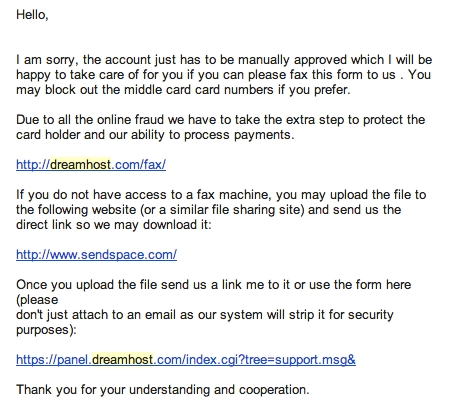 Hello,
I am sorry, the account just has to be manually approved which I will be
happy to take care of for you if you can please fax this form to us . You
may block out the middle card card numbers if you prefer.
Due to all the online fraud we have to take the extra step to protect the
card holder and our ability to process payments.
http://dreamhost.com/fax/
If you do not have access to a fax machine, you may upload the file to
the following website (or a similar file sharing site) and send us the
direct link so we may download it:
http://www.sendspace.com/
Once you upload the file send us a link me to it or use the form here
(please
don't just attach to an email as our system will strip it for security
purposes):
https://panel.dreamhost.com/index.cgi?tree=support.msg&
Thank you for your understanding and cooperation.